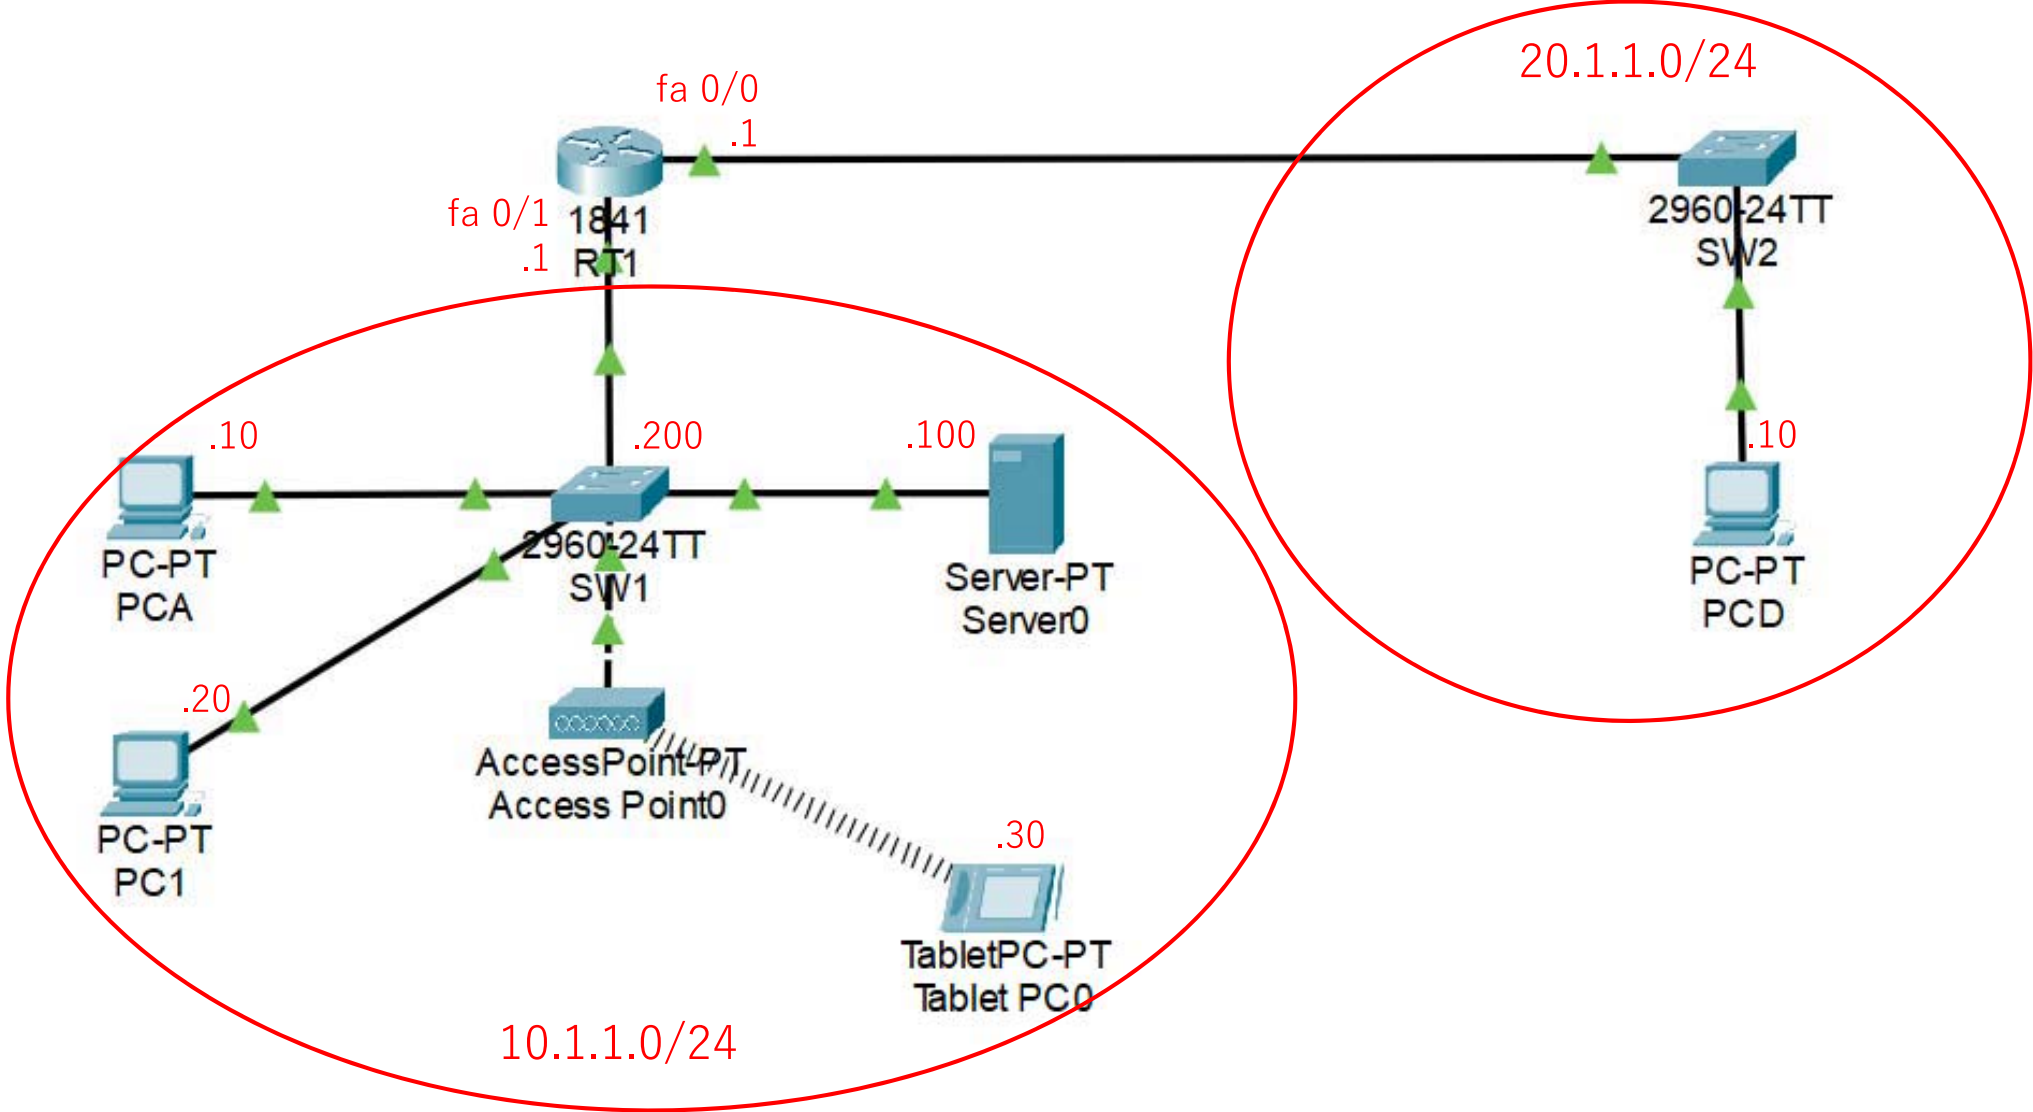 20.1.1.0/24
fa 0/0
.1
fa 0/1
.1
1841
RT1
2960-24TT
SW2
.10
.200
.100
.10
PC-PT
PCA
2960-24TT
SW1
Server-PT
Server0
PC-PT
PCD
.20
PC-PT
PC1
AccessPoint-PT
Access Point0
.30
TabletPC-PT
Tablet PC0
10.1.1.0/24